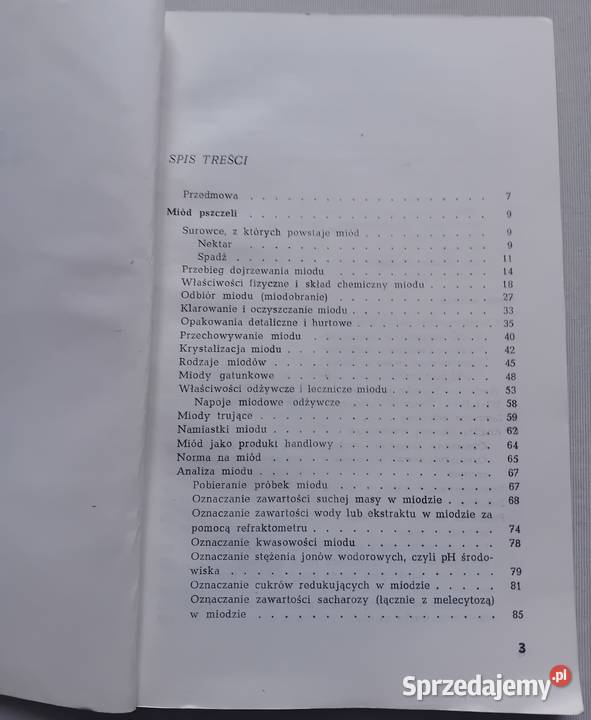 SPIS TREŚCI
Przedmowa . . . . . . . . . . . . . . . . . 7
Miód pszczeli . . . . . . . . . . . . . . . . . 9
Surowce, z których powstaje miód . . . . . . . . . 9
Nektar . . . . . . . . . . . . . . . . . 9
Spadź . . . . . . . . . . . . . . . . . 11
Przebieg dojrzewania miodu . . . . . . . . . . . 14
Właściwości fizyczne i skład chemiczny miodu . . . . . 18
Odbiór miodu (miodobranie) . . . . . . . . . . . 27
Klarowanie i oczyszczanie miodu . . . . . . . . . . 33
Opakowania detaliczne i hurtowe . . . . . . . . . . 35
Przechowywanie miodu . . . . . . . . . . . . . 40
Krystalizacja miodu . . . . . . . . . . . . . . 42
Rodzaje miodów . . . . . . . . . . . . . . . 45
Miody gatunkowe . . . . . . . . . . . . . . 48
Właściwości odżywcze i lecznicze miodu . . . . . . . 53
Napoje miodowe odżywcze . . . . . . . . . . . 58
Miody trujące . . . . . . . . . . . . . . . . 59
Namiastki miodu . . . . . . . . . . . . . . . 62
Miód jako produkt handlowy . . . . . . . . . . . 64
Norma na miód . . . . . . . . . . . . . . . 65
Analiza miodu . . . . . . . . . . . . . . . . 67
Pobieranie próbek miodu . . . . . . . . . . . 67
Oznaczanie zawartości suchej masy w miodzie . . . . 68
Oznaczanie zawartości wody lub ekstraktu w miodzie za
pomocą refraktometru . . . . . . . . . . . . 74
Oznaczanie kwasowości miodu . . . . . . . . . . 78
Oznaczanie stężenia jonów wodorowych, czyli pH środo-
wiska . . . . . . . . . . . . . . . . . . 79
Oznaczanie cukrów redukujących w miodzie . . . . . 81
Oznaczanie zawartości sacharozy (łącznie z melecytozą)
w miodzie . . . . . . . . . . . . . . . . 85
3
Sprzedajemy.pl